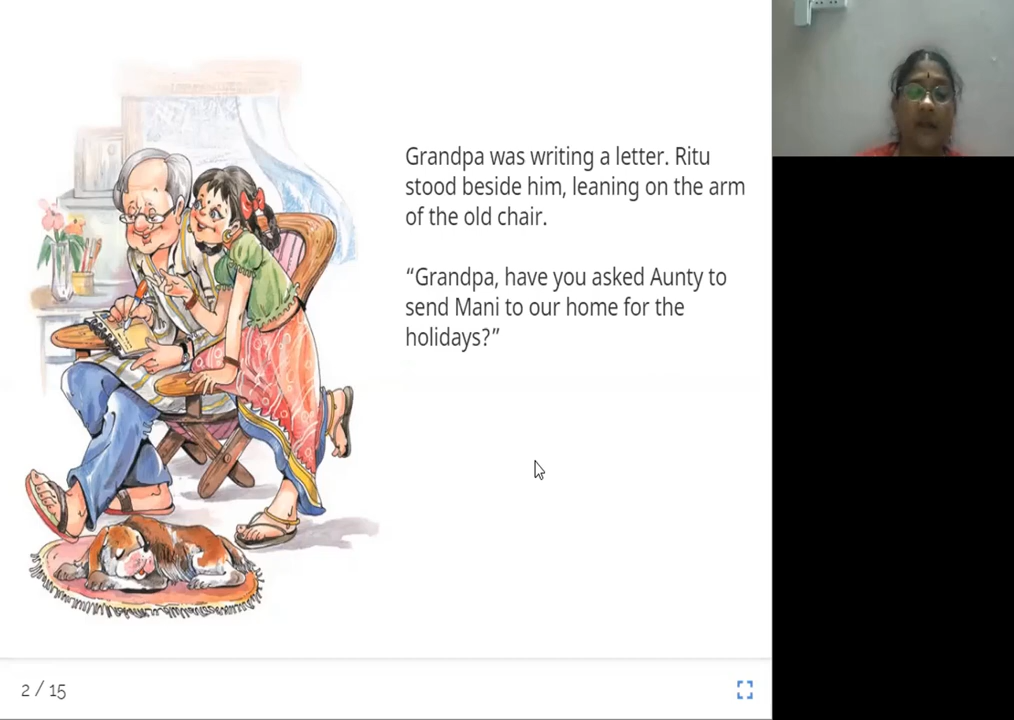 Grandpa was writing a letter. Ritu
stood beside him, leaning on the arm
of the old chair.
“Grandpa, have you asked Aunty to
send Mani to our home for the
holidays?”
2 / 15